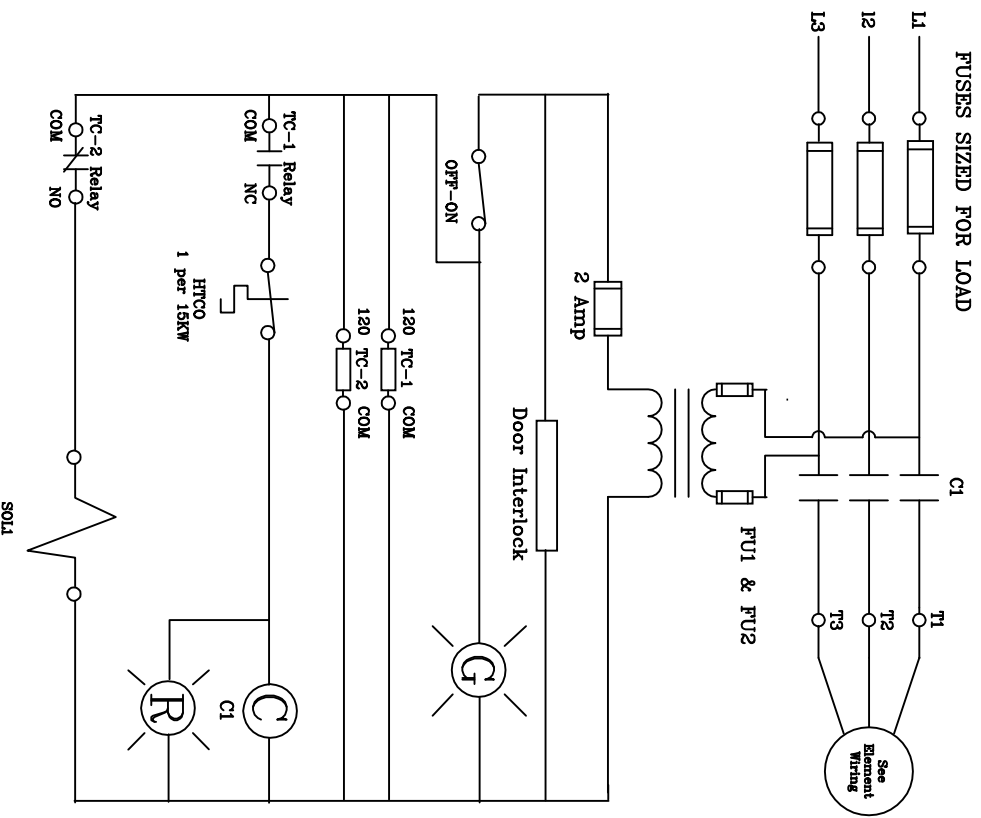 FUSES SIZED FOR LOAD
L1
l2
L3
C1
T1
T2
T3
See
Element
Wiring
FU1 & FU2
2 Amp
Door Interlock
OFF-ON
G
120 TC-1 COM
120 TC-2 COM
TC-1 Relay
COM
NC
HTCO
1 per 15KW
C
C1
R
TC-2 Relay
COM
NO
SOL1